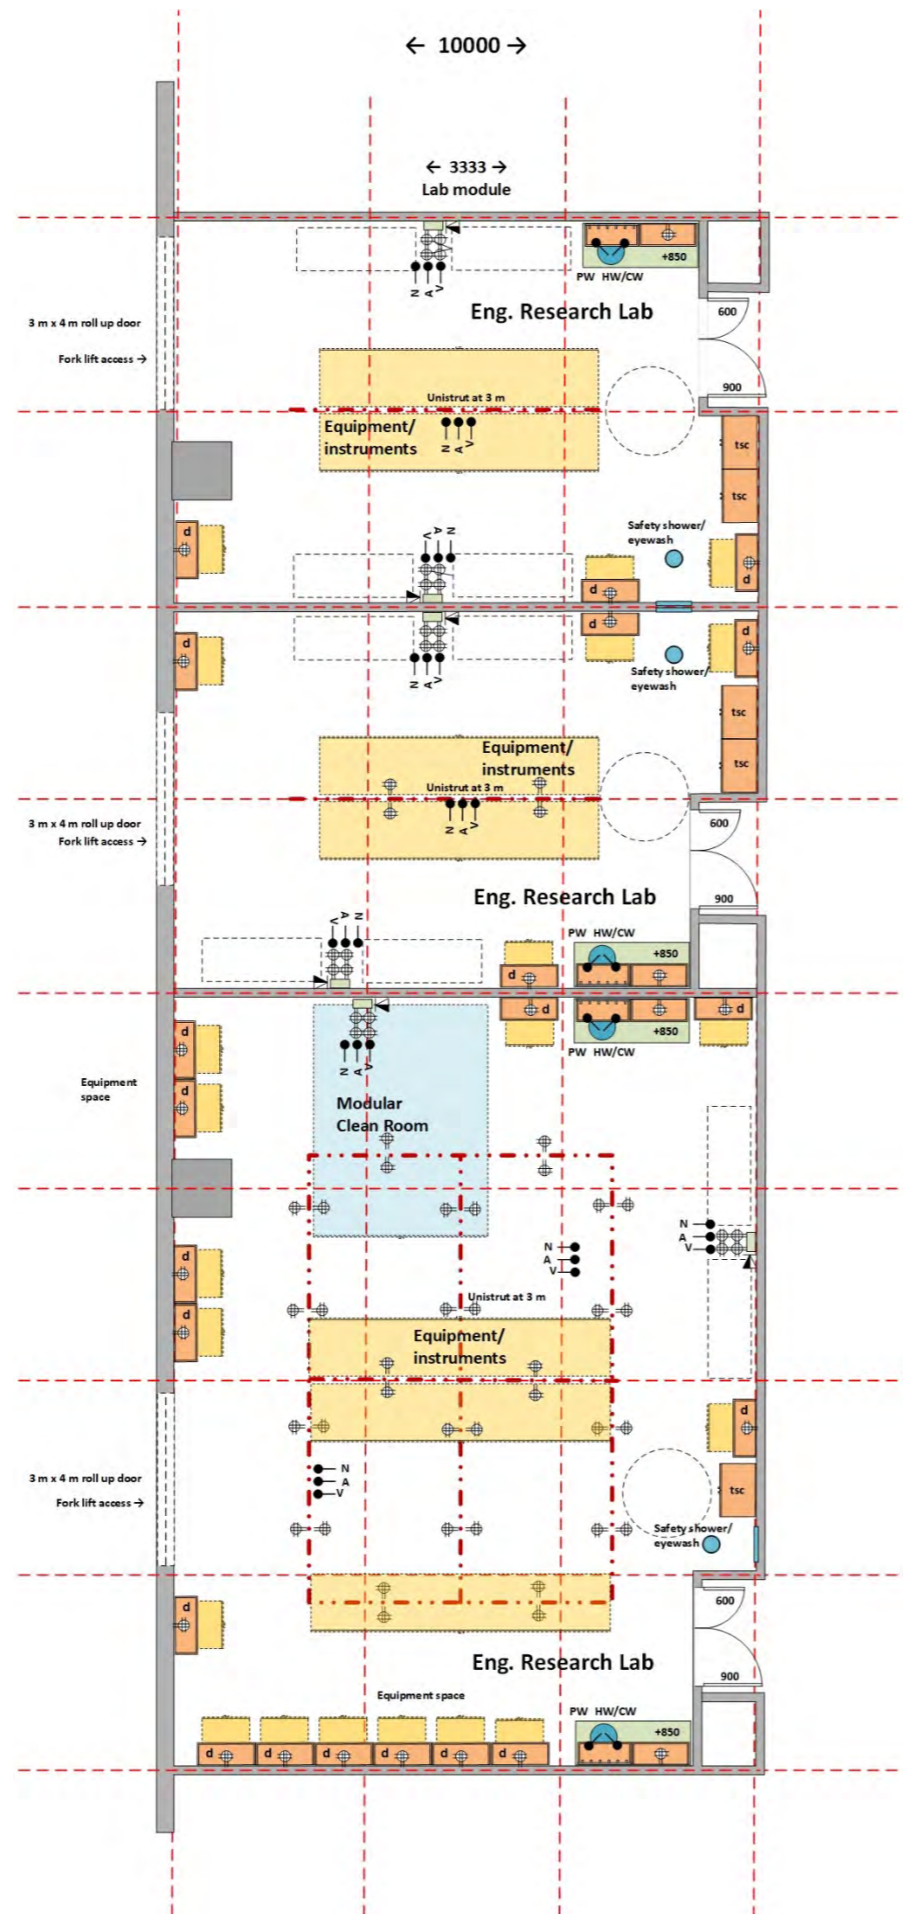 ← 10000 →
← 3333 →
Lab module
+850
PW HW/CW
N A V
Eng. Research Lab
600
3 m x 4 m roll up door
Fork lift access →
900
Unistrut at 3 m
Equipment/
instruments
N A V
tsc
tsc
V A N
Safety shower/
eyewash
d
d
d
d
d
d
d
N A V
Safety shower/
eyewash
tsc
Equipment/
instruments
tsc
Unistrut at 3 m
N A V
600
3 m x 4 m roll up door
Fork lift access →
Eng. Research Lab
900
V A N
PW HW/CW
+850
d
d
d
+850
PW HW/CW
d
N A V
Equipment
space
d
Modular
Clean Room
N
A
V
N
A
V
d
Unistrut at 3 m
d
Equipment/
instruments
d
N
A
V
3 m x 4 m roll up door
tsc
Fork lift access →
Safety shower/
eyewash
600
d
Eng. Research Lab
900
Equipment space
PW HW/CW
+850
d d d d d d